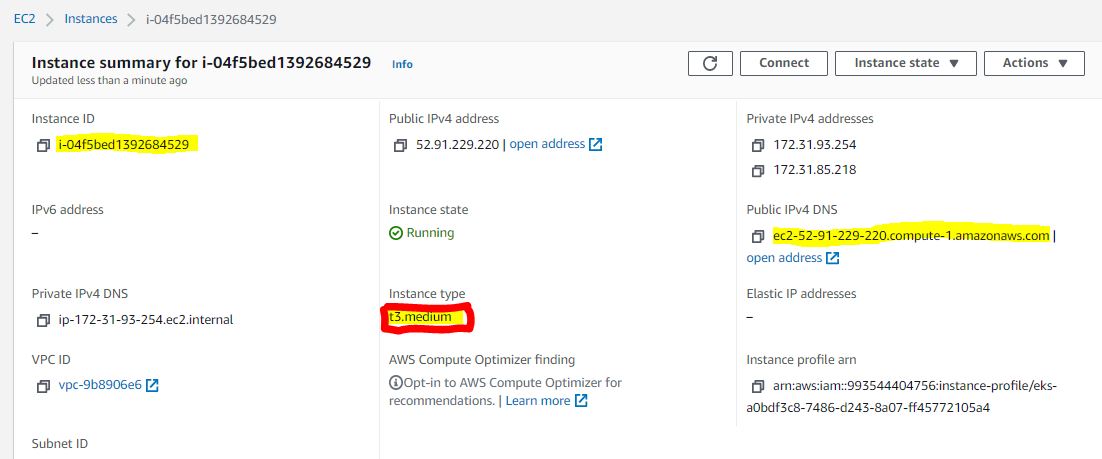 EC2 > Instances > i-04f5bed1392684529
Instance summary for i-04f5bed1392684529 Info
Updated less than a minute ago
Connect
Instance state
Actions
Instance ID
i-04f5bed1392684529
Public IPv4 address
52.91.229.220 | open address
Private IPv4 addresses
172.31.93.254
172.31.85.218
IPv6 address
–
Instance state
Running
Public IPv4 DNS
ec2-52-91-229-220.compute-1.amazonaws.com |
open address
Private IPv4 DNS
ip-172-31-93-254.ec2.internal
Instance type
t3.medium
Elastic IP addresses
–
VPC ID
vpc-9b8906e6
AWS Compute Optimizer finding
Opt-in to AWS Compute Optimizer for
recommendations. | Learn more
Instance profile arn
arn:aws:iam::993544404756:instance-profile/eks-
a0bdf3c8-7486-d243-8a07-ff45772105a4
Subnet ID